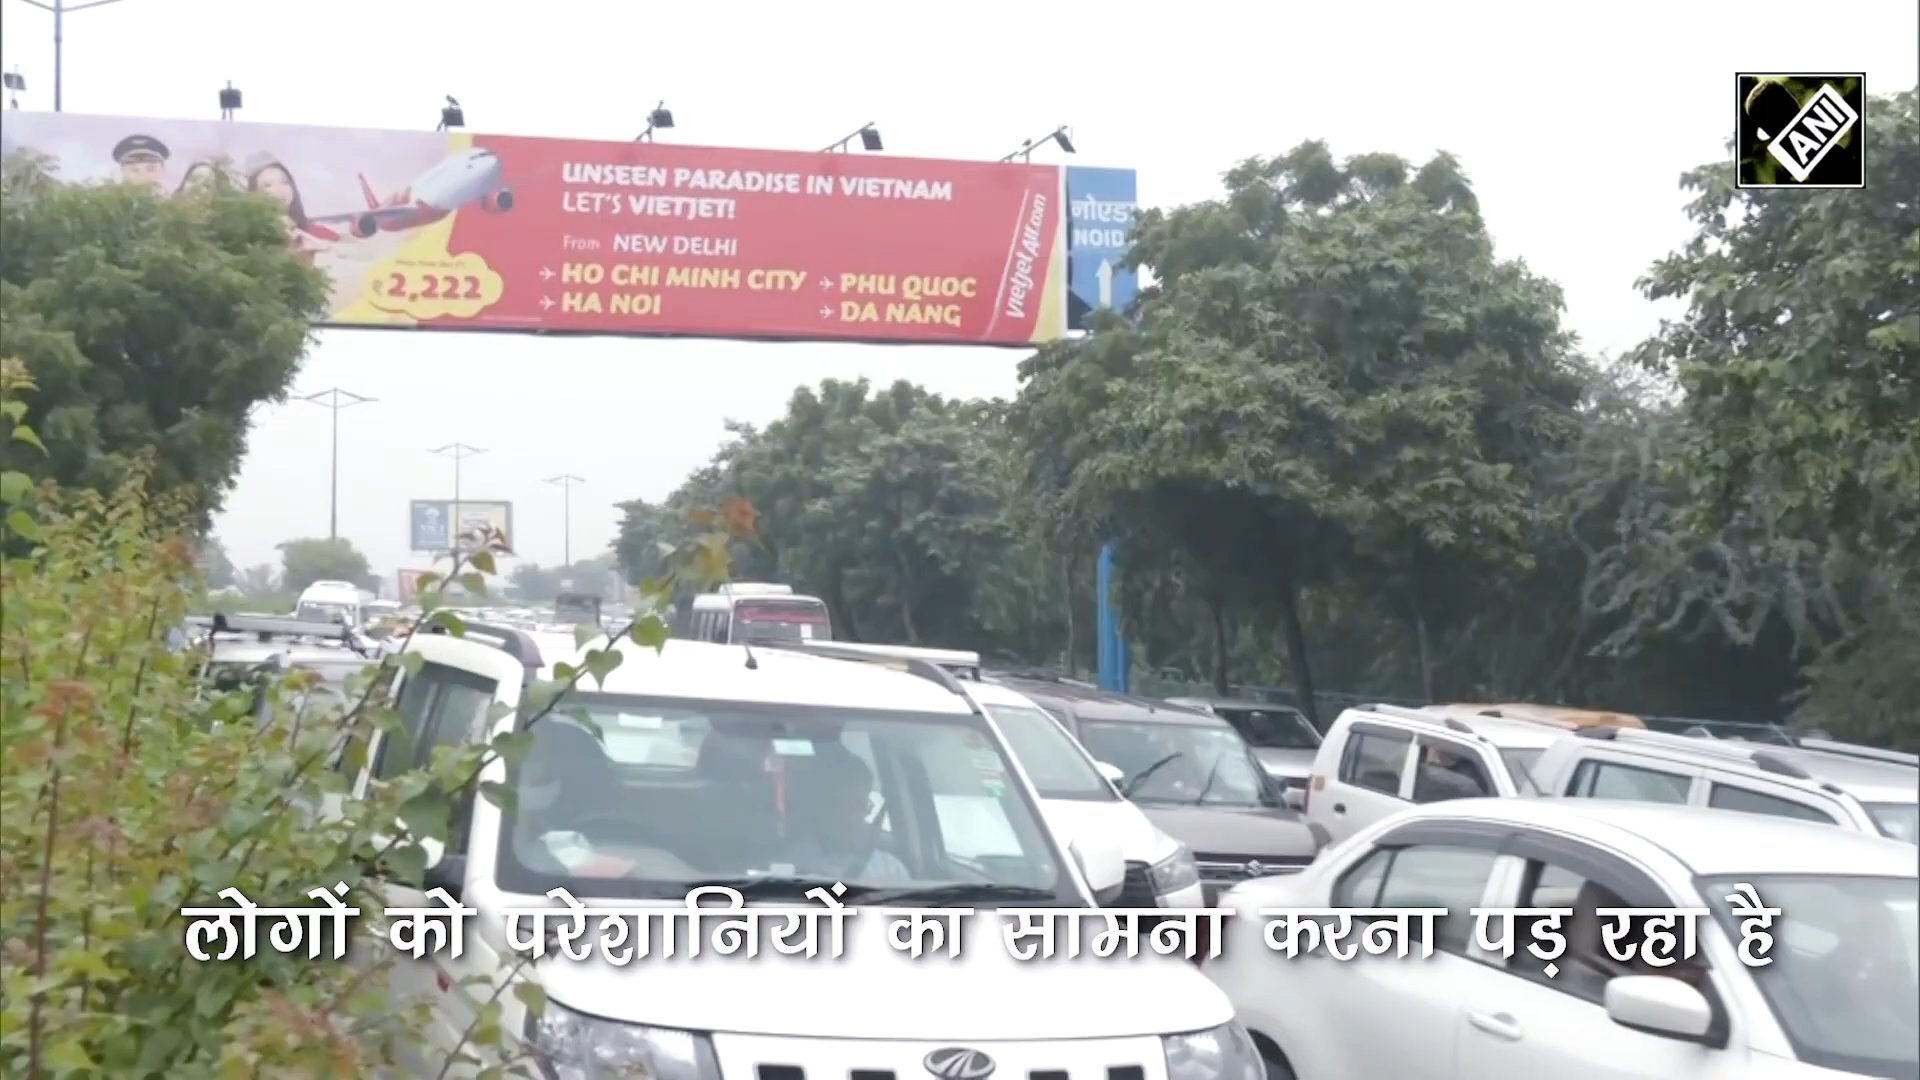 ANI
UNSEEN PARADISE IN VIETNAM
LET'S VIETJET!
From NEW DELHI
HO CHI MINH CITY
PHU QUOC
HA NOI
DA NANG
₹2,222
vietjetAir.com
लोगों को परेशानियों का सामना करना पड़ रहा है